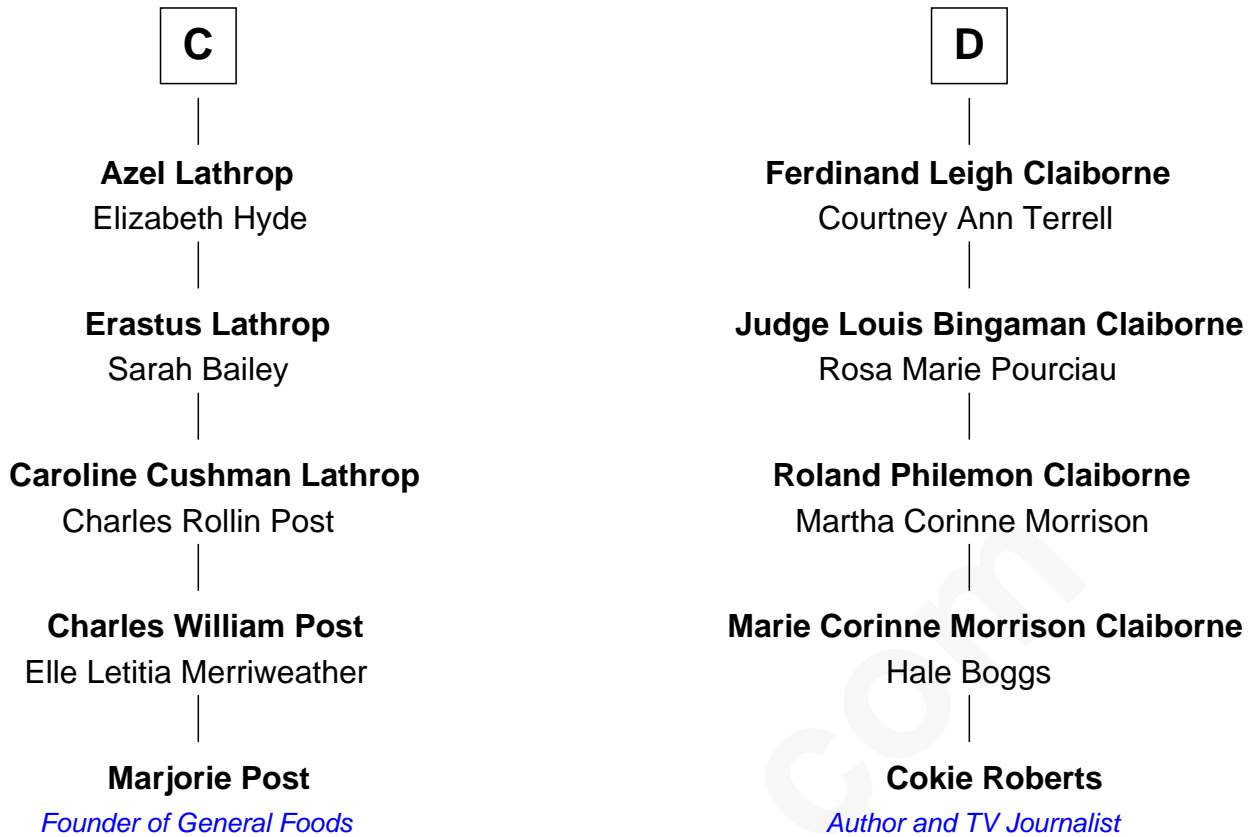 C
Azel Lathrop
Elizabeth Hyde
Erastus Lathrop
Sarah Bailey
Caroline Cushman Lathrop
Charles Rollin Post
Charles William Post
Elle Letitia Merriweather
Marjorie Post
Founder of General Foods
D
Ferdinand Leigh Claiborne
Courtney Ann Terrell
Judge Louis Bingaman Claiborne
Rosa Marie Pourciau
Roland Philemon Claiborne
Martha Corinne Morrison
Marie Corinne Morrison Claiborne
Hale Boggs
Cokie Roberts
Author and TV Journalist
com